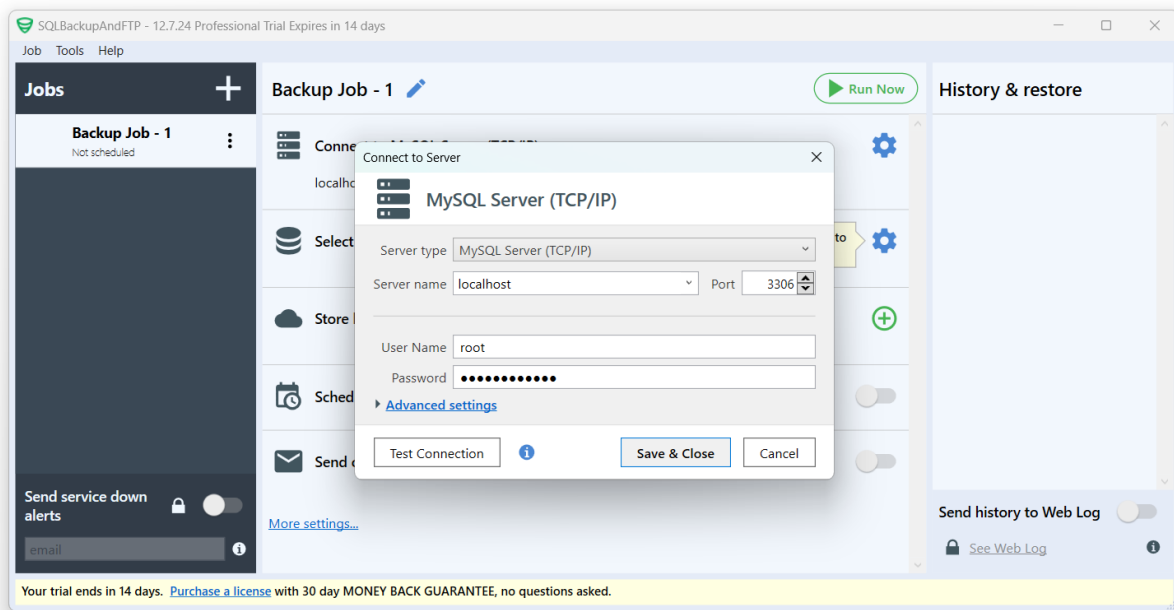 SQLBackupAndFTP - 12.7.24 Professional Trial Expires in 14 days
Job Tools Help
Jobs
Backup Job - 1
Not scheduled
Send service down
alerts
email
Backup Job - 1
Run Now
localho
Select
to
Store
Sched
Send
More settings...
Connect to Server
MySQL Server (TCP/IP)
Server type MySQL Server (TCP/IP)
Server name localhost Port 3306
User Name root
Password ●●●●●●●●●●●●
Advanced settings
Test Connection Save & Close Cancel
History & restore
Send history to Web Log
See Web Log
Your trial ends in 14 days. Purchase a license with 30 day MONEY BACK GUARANTEE, no questions asked.